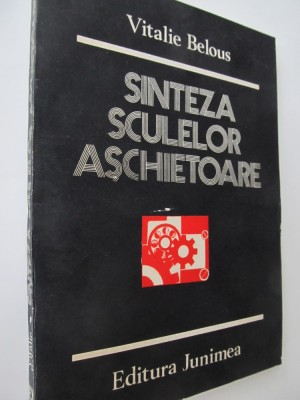 Vitalie Belous
SINTEZA
SCULELOR
AȘCHIETOARE
Editura Junimea